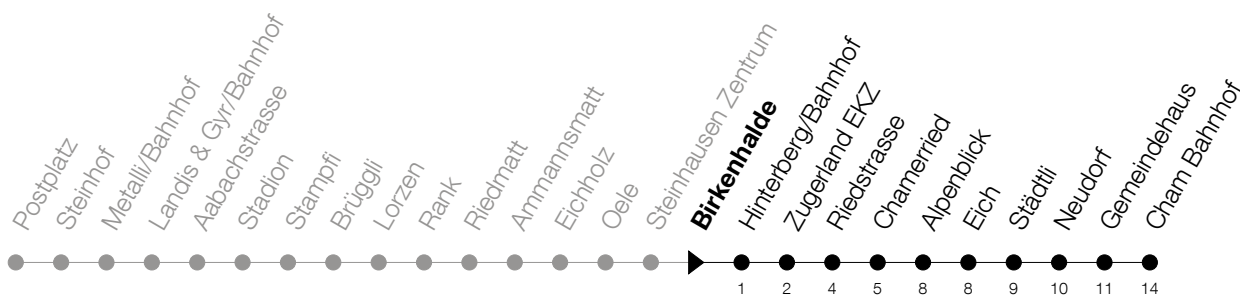 Postplatz
Steinhof
Metalli/Bahnhof
Landis & Gyr/Bahnhof
Aabachstrasse
Stadion
Stampfi
Brüggli
Lorzen
Rank
Riedmatt
Ammannsmatt
Eichholz
Oele
Steinhausen Zentrum
Birkenhalde
Hinterberg/Bahnhof
Zugerland EKZ
Riedstrasse
Chamerried
Alpenblick
Eich
Städtli
Neudorf
Gemeindehaus
Cham Bahnhof
1 2 4 5 8 8 9 10 11 14